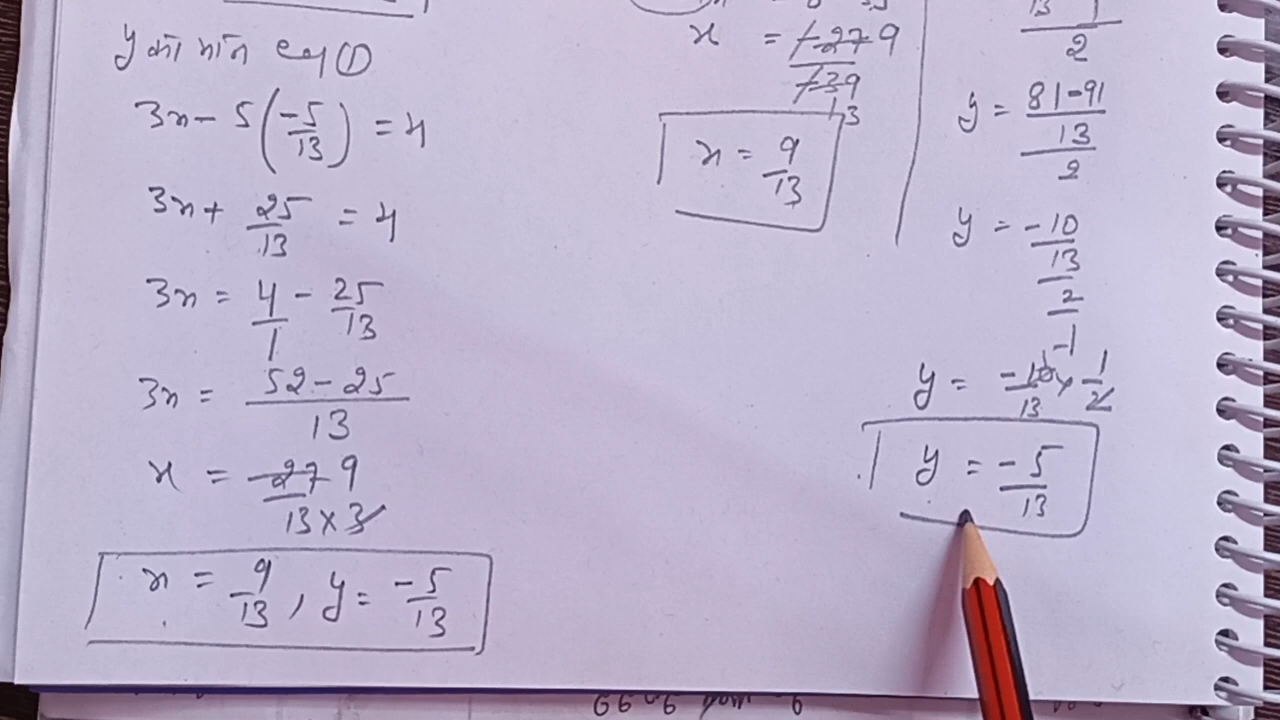 y का मान eq ①
3x - 5(-5/13) = 4
3x + 25/13 = 4
3x = 4/1 - 25/13
3x = 52 - 25 / 13
x = 27 9 / 13 × 3
x = 9/13 , y = -5/13
x = -27 9 / -39 13
x = 9/13
2
y = 81 - 91 / 13 / 2
y = -10 / 13 / 2
y = -10/13 × 1/2
y = -5/13